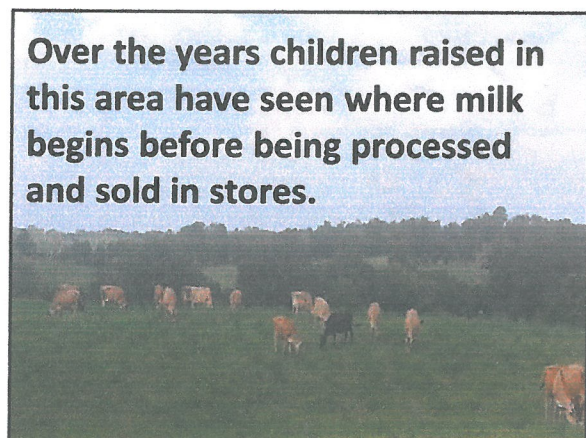 Over the years children raised in
this area have seen where milk
begins before being processed
and sold in stores.